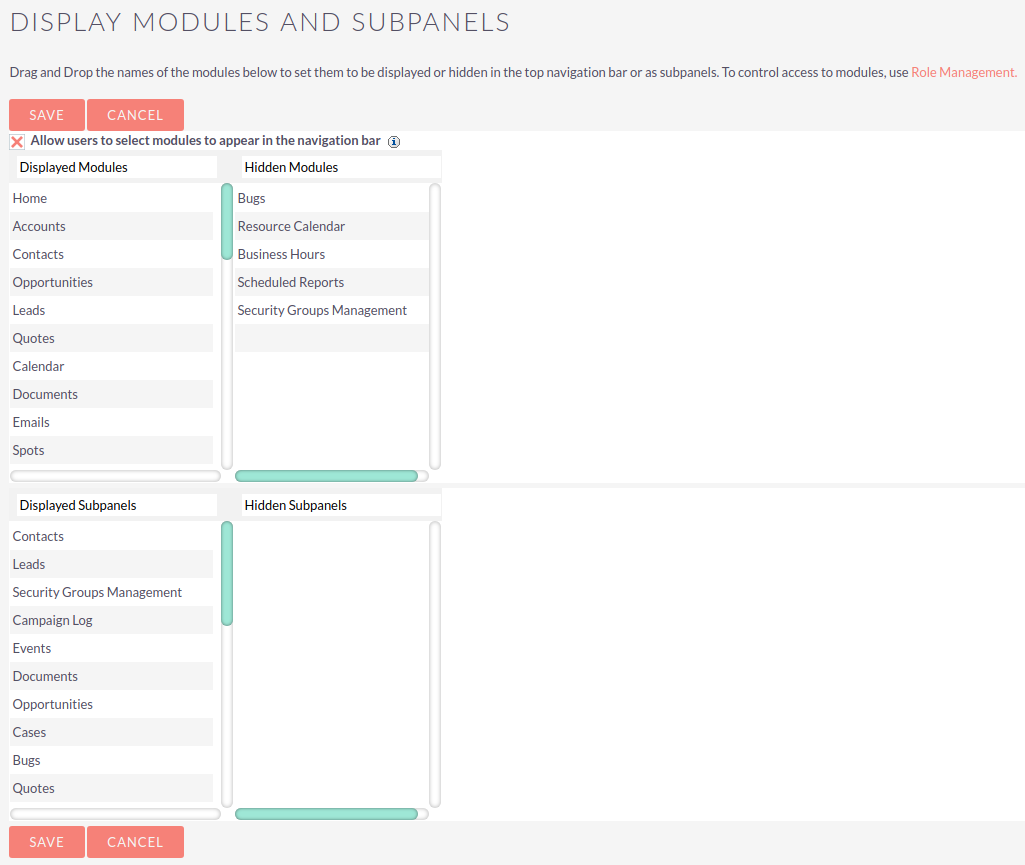 DISPLAY MODULES AND SUBPANELS
Drag and Drop the names of the modules below to set them to be displayed or hidden in the top navigation bar or as subpanels. To control access to modules, use Role Management.
SAVE CANCEL
Allow users to select modules to appear in the navigation bar
Displayed Modules Hidden Modules
Home Bugs
Accounts Resource Calendar
Contacts Business Hours
Opportunities Scheduled Reports
Leads Security Groups Management
Quotes
Calendar
Documents
Emails
Spots
Displayed Subpanels Hidden Subpanels
Contacts
Leads
Security Groups Management
Campaign Log
Events
Documents
Opportunities
Cases
Bugs
Quotes
SAVE CANCEL